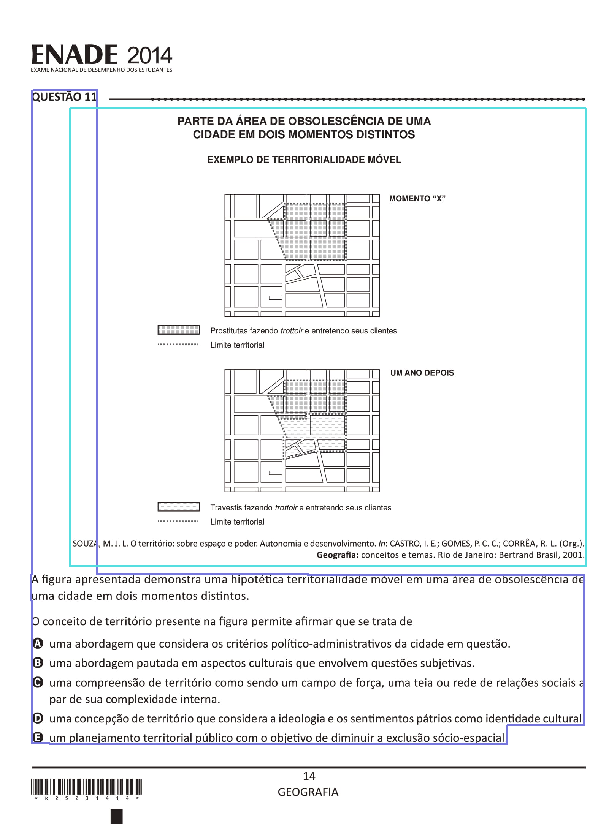 ENADE 2014
EXAME NACIONAL DE DESEMPENHO DOS ESTUDANTES
QUESTÃO 11
PARTE DA ÁREA DE OBSOLESCÊNCIA DE UMA
CIDADE EM DOIS MOMENTOS DISTINTOS
EXEMPLO DE TERRITORIALIDADE MÓVEL
MOMENTO “X”
Prostitutas fazendo trottoir e entretendo seus clientes
Limite territorial
UM ANO DEPOIS
Travestis fazendo trottoir e entretendo seus clientes
Limite territorial
SOUZA, M. J. L. O território: sobre espaço e poder. Autonomia e desenvolvimento. In: CASTRO, I. E.; GOMES, P. C. C.; CORRÊA, R. L. (Org.).
Geografia: conceitos e temas. Rio de Janeiro: Bertrand Brasil, 2001.
A figura apresentada demonstra uma hipotética territorialidade móvel em uma área de obsolescência de
uma cidade em dois momentos distintos.
O conceito de território presente na figura permite afirmar que se trata de
A uma abordagem que considera os critérios político-administrativos da cidade em questão.
B uma abordagem pautada em aspectos culturais que envolvem questões subjetivas.
C uma compreensão de território como sendo um campo de força, uma teia ou rede de relações sociais a
par de sua complexidade interna.
D uma concepção de território que considera a ideologia e os sentimentos pátrios como identidade cultural.
E um planejamento territorial público com o objetivo de diminuir a exclusão sócio-espacial.
14
GEOGRAFIA